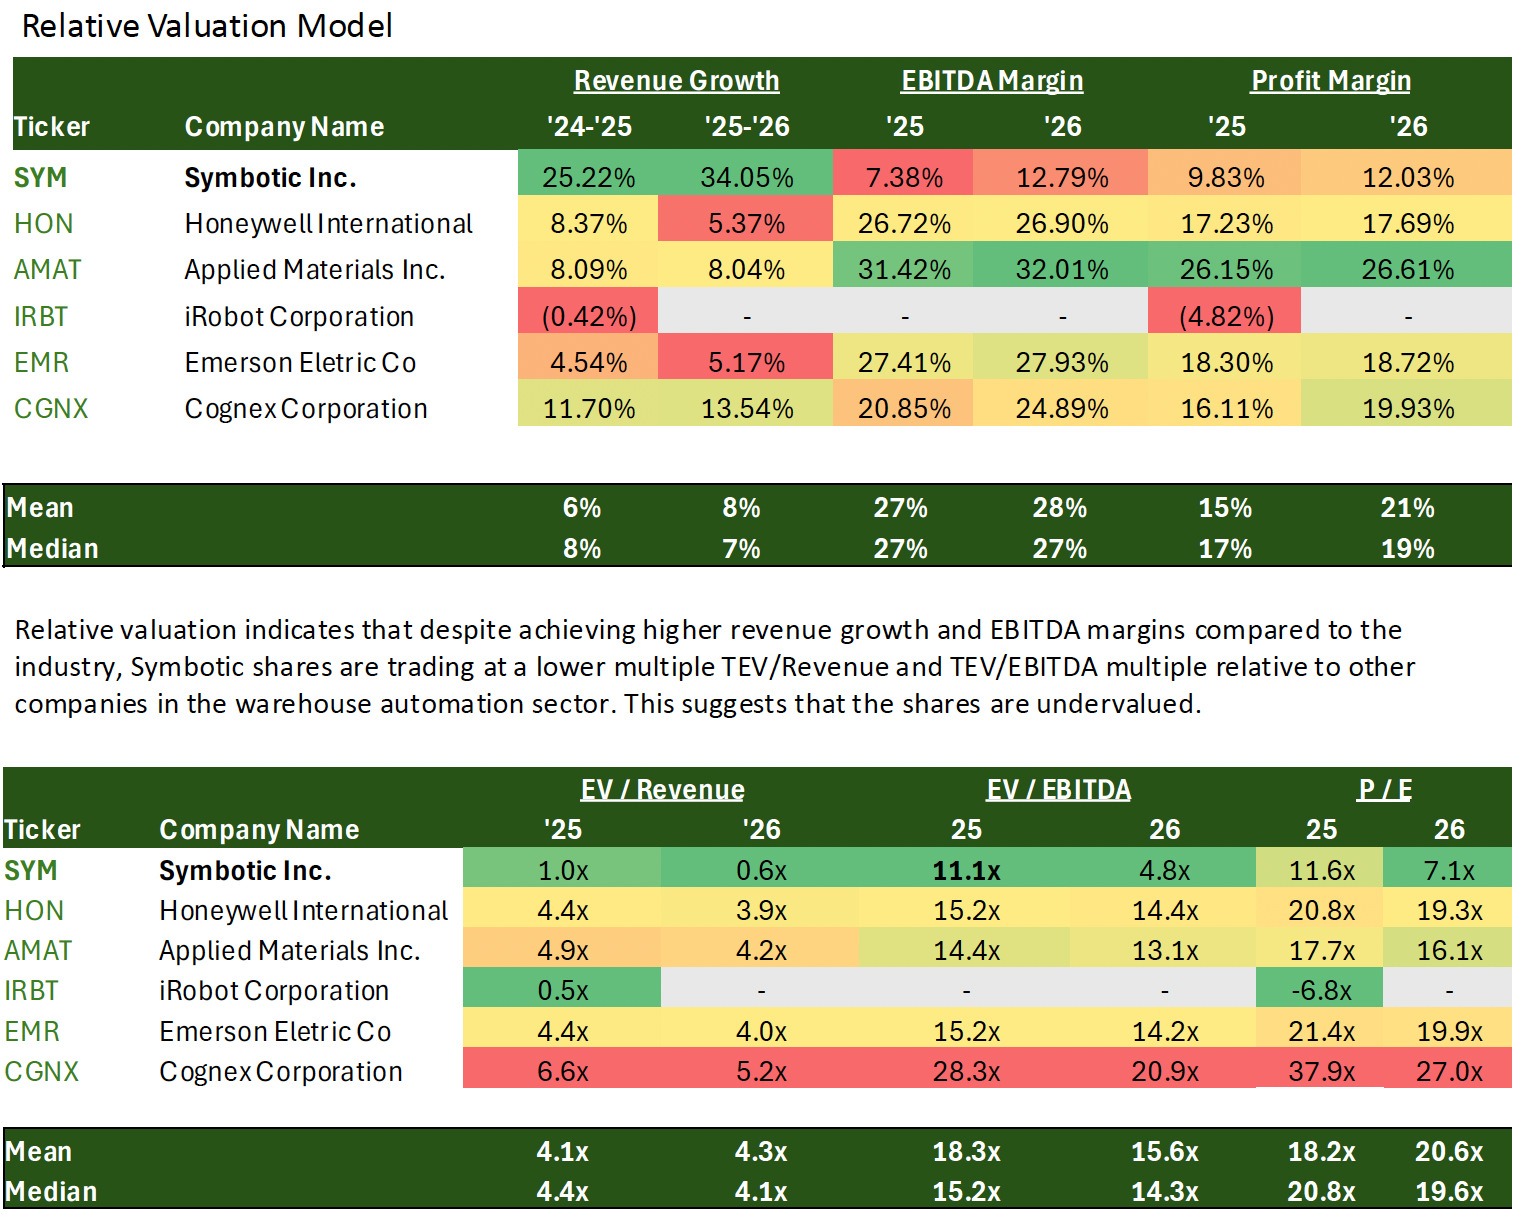 Relative Valuation Model
Revenue Growth EBITDA Margin Profit Margin
Ticker Company Name '24-'25 '25-'26 '25 '26 '25 '26
SYM Symbotic Inc. 25.22% 34.05% 7.38% 12.79% 9.83% 12.03%
HON Honeywell International 8.37% 5.37% 26.72% 26.90% 17.23% 17.69%
AMAT Applied Materials Inc. 8.09% 8.04% 31.42% 32.01% 26.15% 26.61%
IRBT iRobot Corporation (0.42%) - - - (4.82%) -
EMR Emerson Eletric Co 4.54% 5.17% 27.41% 27.93% 18.30% 18.72%
CGNX Cognex Corporation 11.70% 13.54% 20.85% 24.89% 16.11% 19.93%
Mean 6% 8% 27% 28% 15% 21%
Median 8% 7% 27% 27% 17% 19%
Relative valuation indicates that despite achieving higher revenue growth and EBITDA margins compared to the
industry, Symbotic shares are trading at a lower multiple TEV/Revenue and TEV/EBITDA multiple relative to other
companies in the warehouse automation sector. This suggests that the shares are undervalued.
EV / Revenue EV / EBITDA P / E
Ticker Company Name '25 '26 25 26 25 26
SYM Symbotic Inc. 1.0x 0.6x 11.1x 4.8x 11.6x 7.1x
HON Honeywell International 4.4x 3.9x 15.2x 14.4x 20.8x 19.3x
AMAT Applied Materials Inc. 4.9x 4.2x 14.4x 13.1x 17.7x 16.1x
IRBT iRobot Corporation 0.5x - - - -6.8x -
EMR Emerson Eletric Co 4.4x 4.0x 15.2x 14.2x 21.4x 19.9x
CGNX Cognex Corporation 6.6x 5.2x 28.3x 20.9x 37.9x 27.0x
Mean 4.1x 4.3x 18.3x 15.6x 18.2x 20.6x
Median 4.4x 4.1x 15.2x 14.3x 20.8x 19.6x